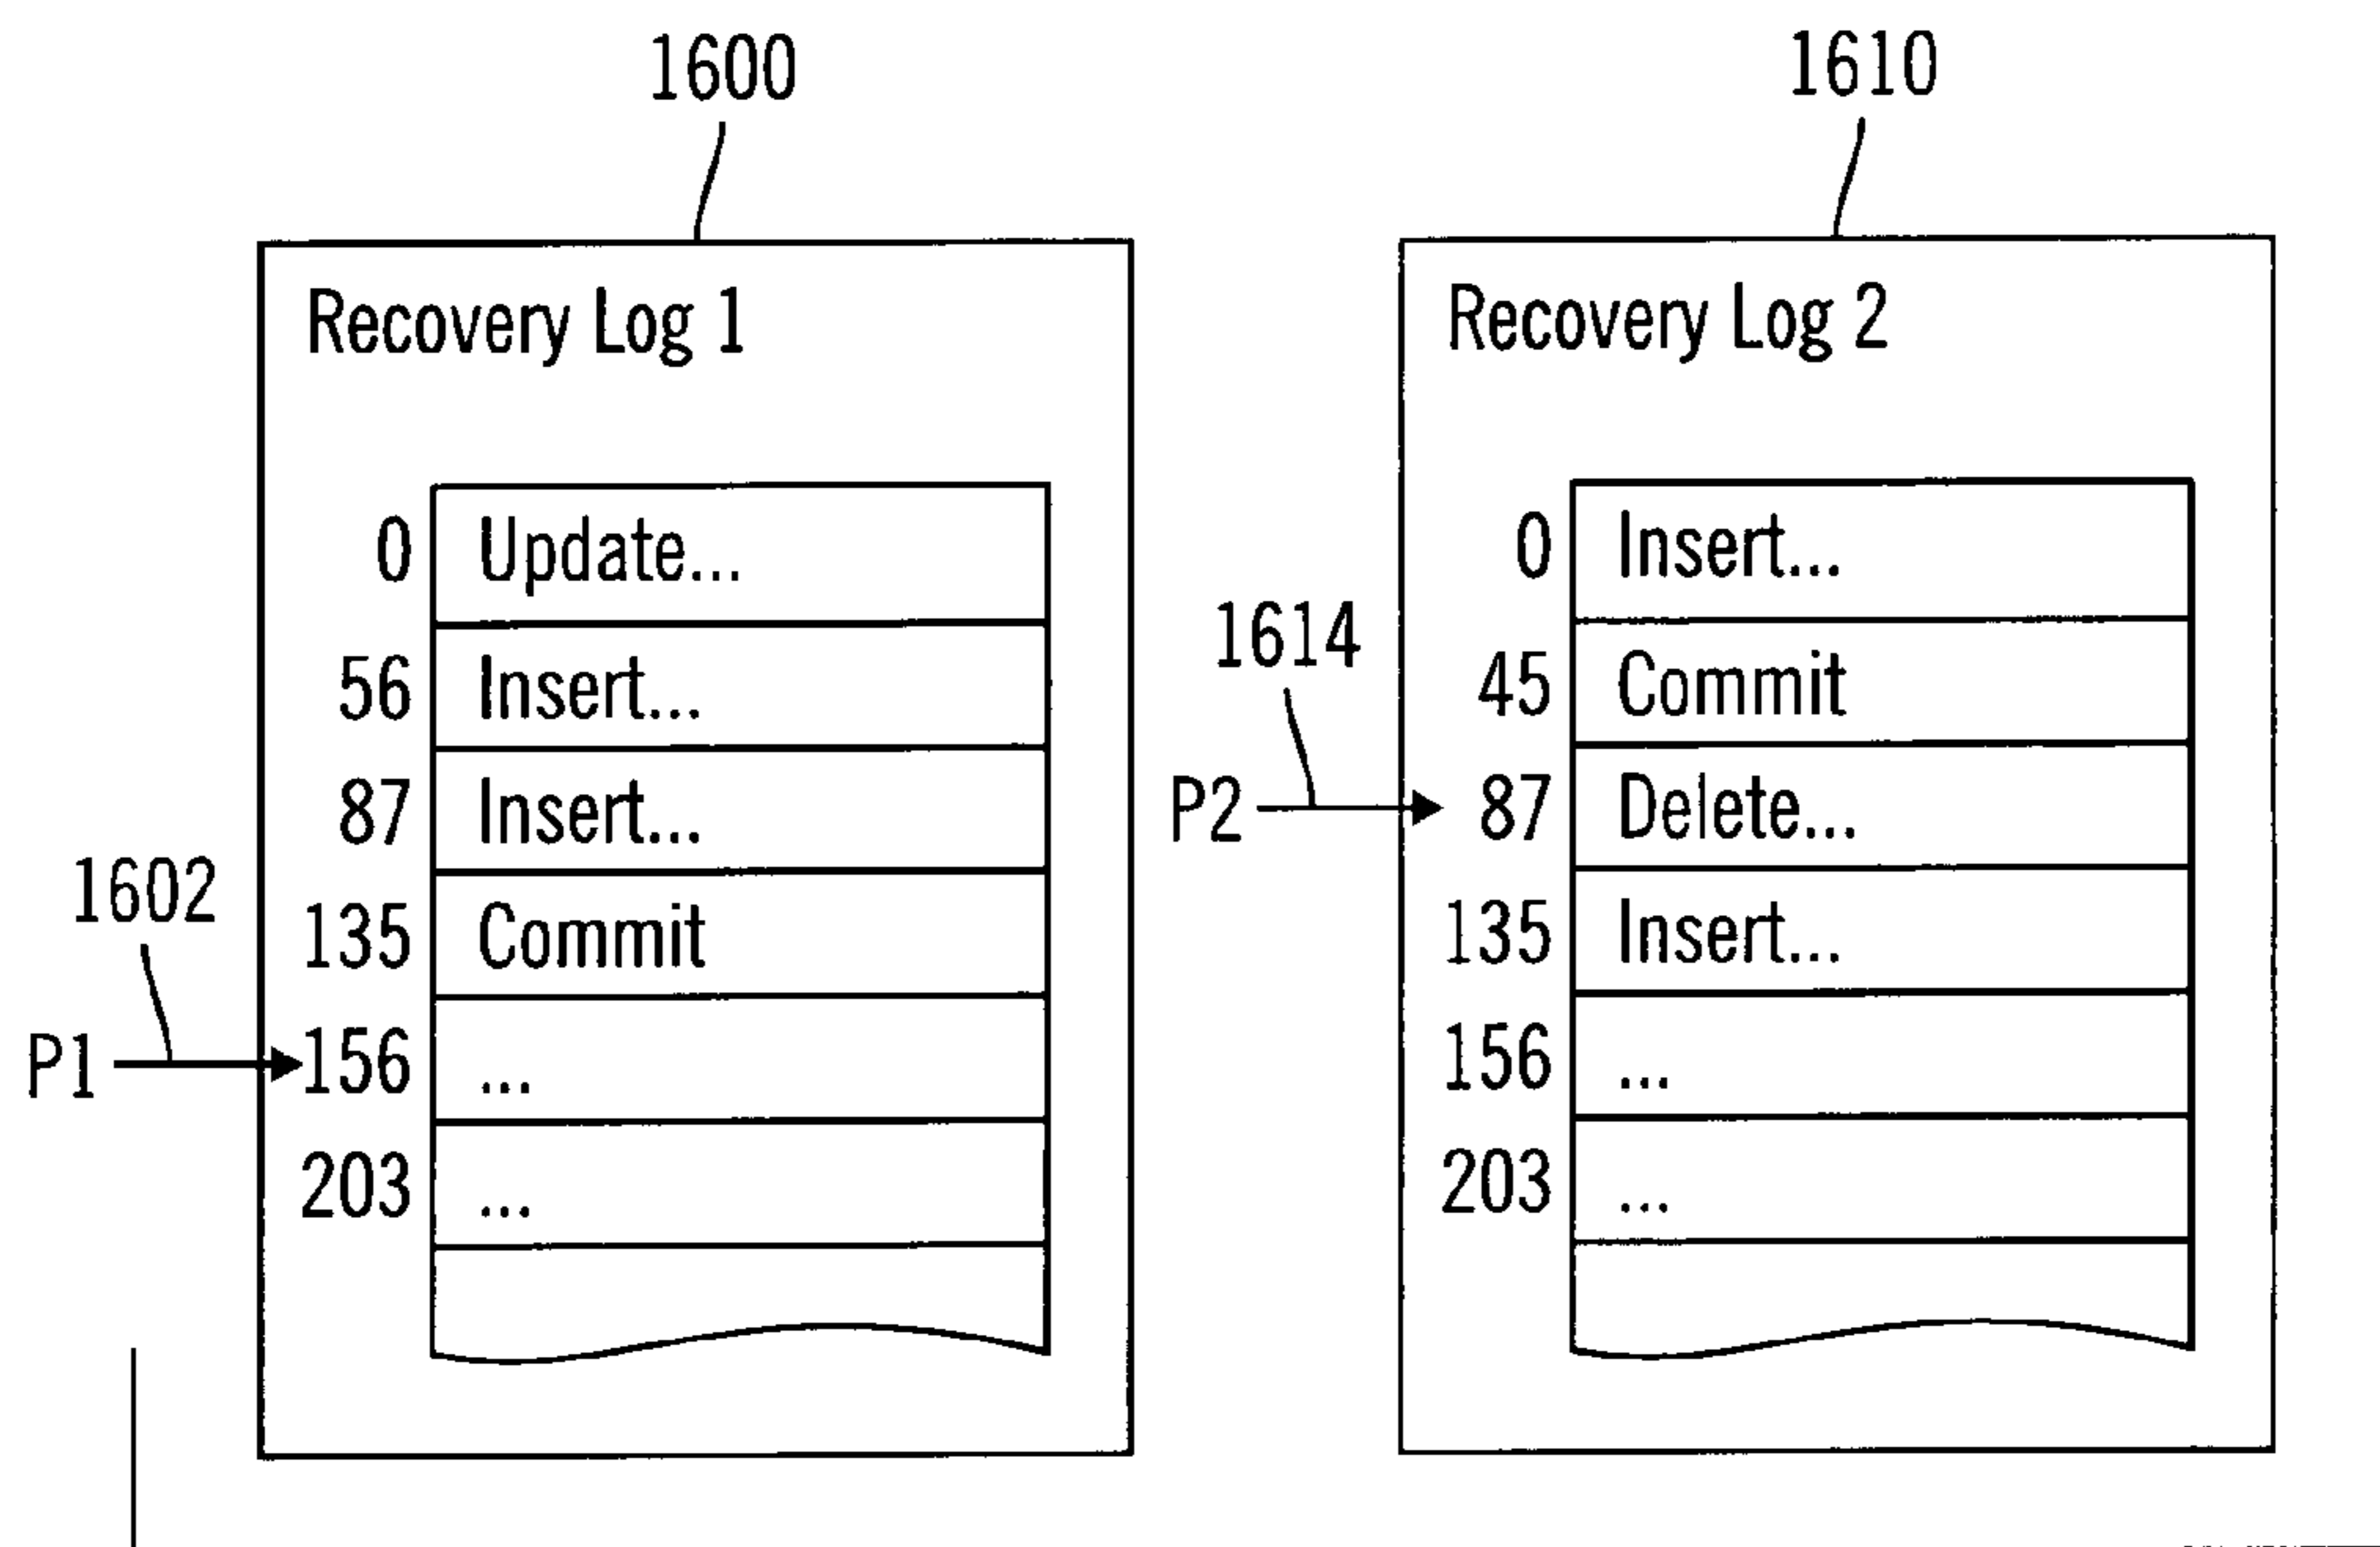 1600
Recovery Log 1
0 Update...
56 Insert...
87 Insert...
1602
135 Commit
P1 156 ...
203 ...
1610
Recovery Log 2
0 Insert...
1614
45 Commit
P2 87 Delete...
135 Insert...
156 ...
203 ...